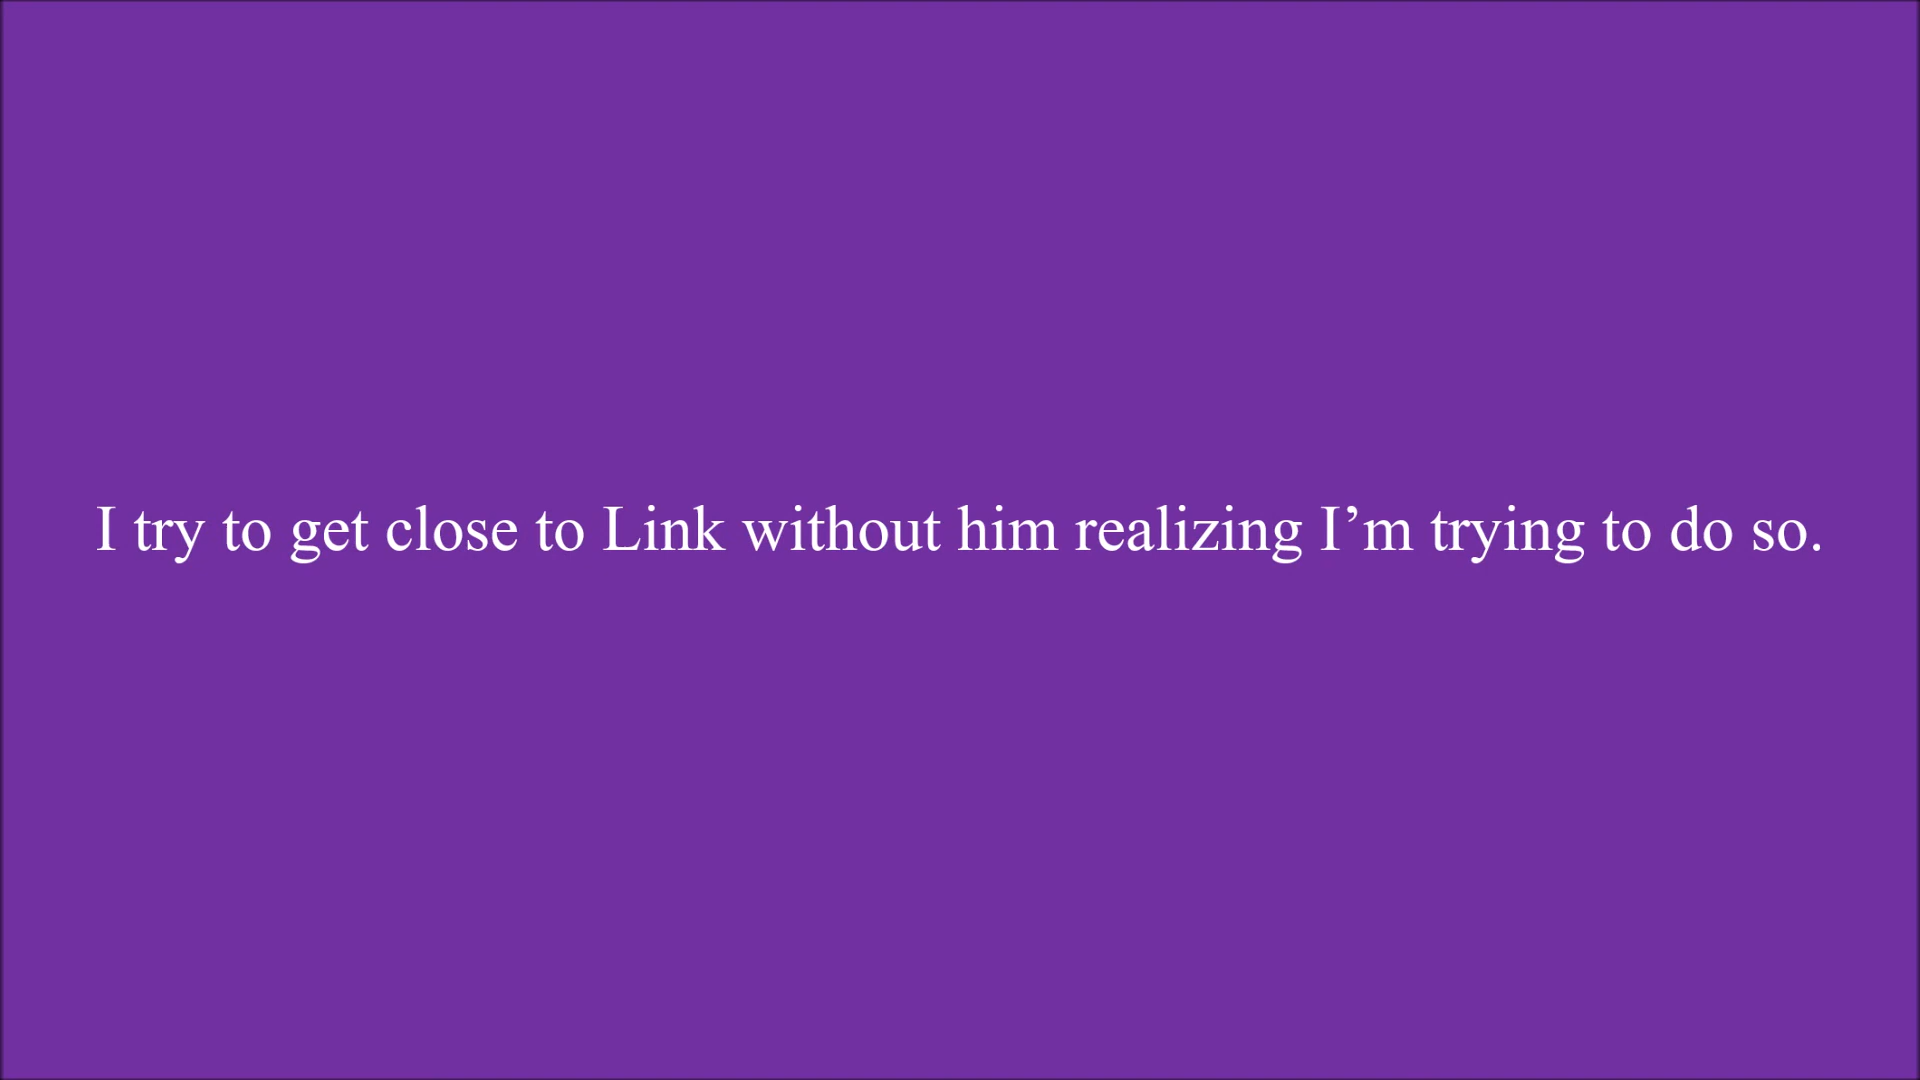 I try to get close to Link without him realizing I’m trying to do so.